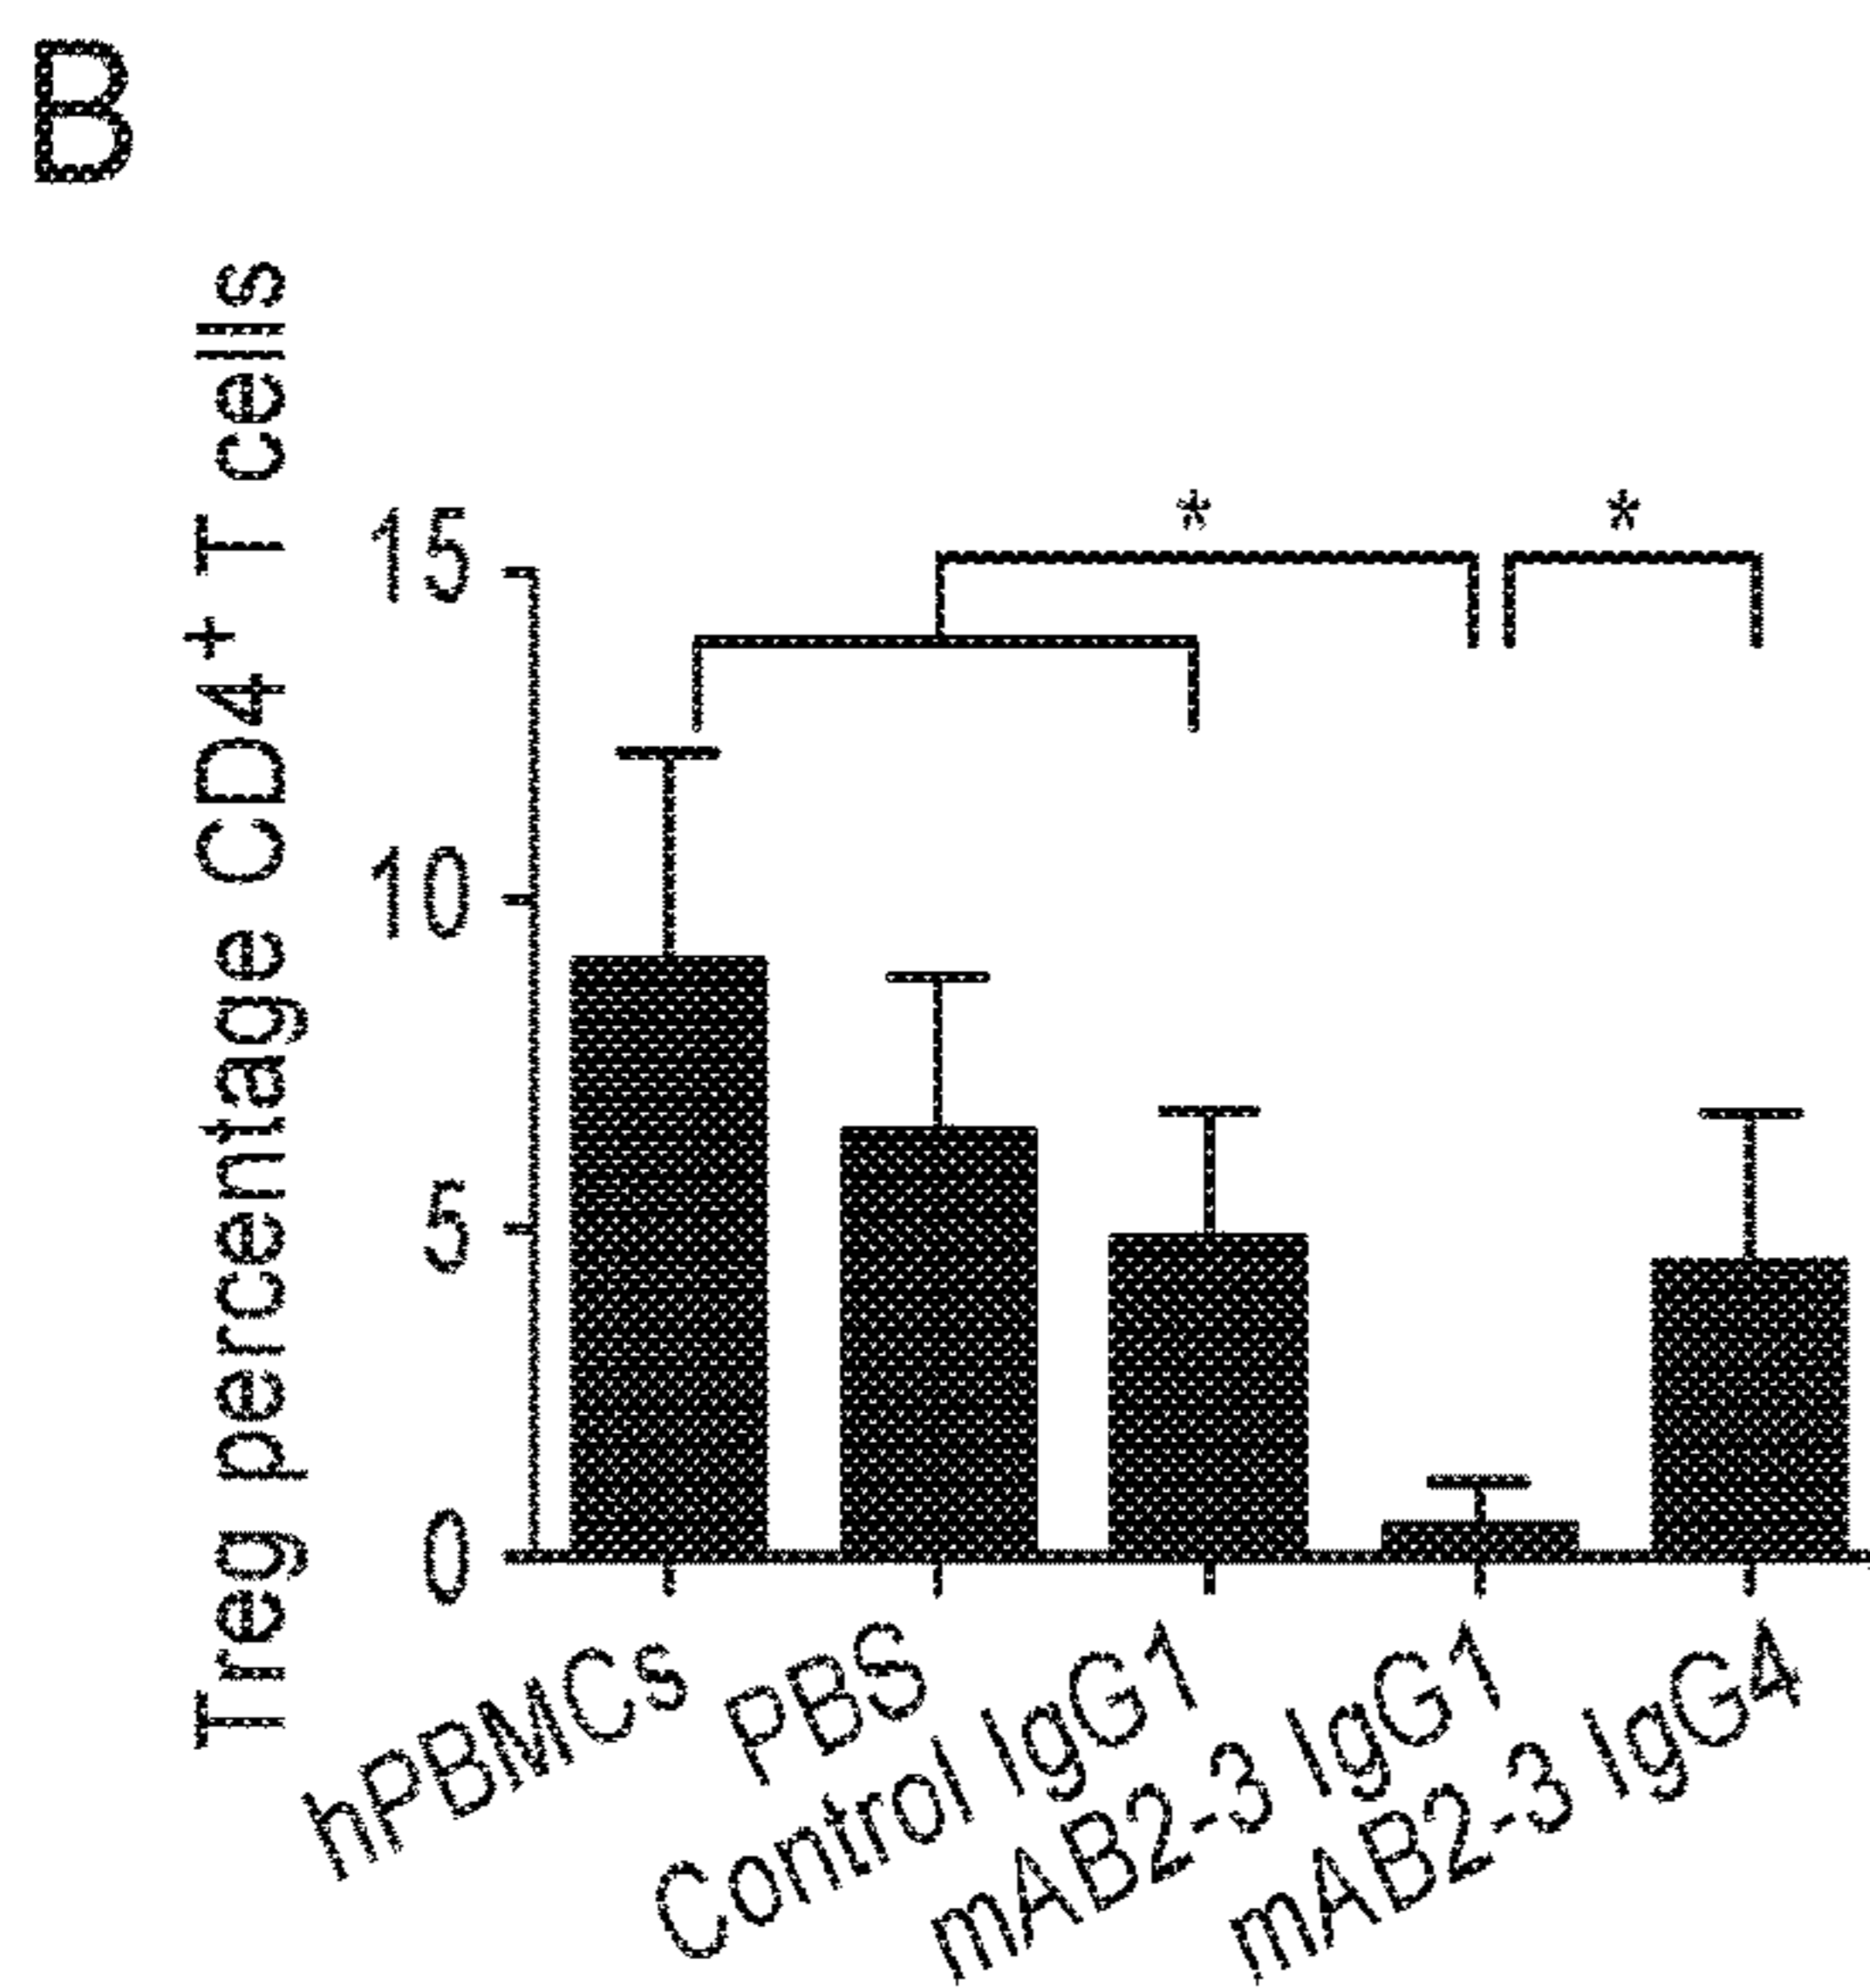 B
Treg percentage CD4⁺ T cells
15
10
5
0
* *
hPBMCs
PBS
Control IgG1
mAB2-3 IgG1
mAB2-3 IgG4